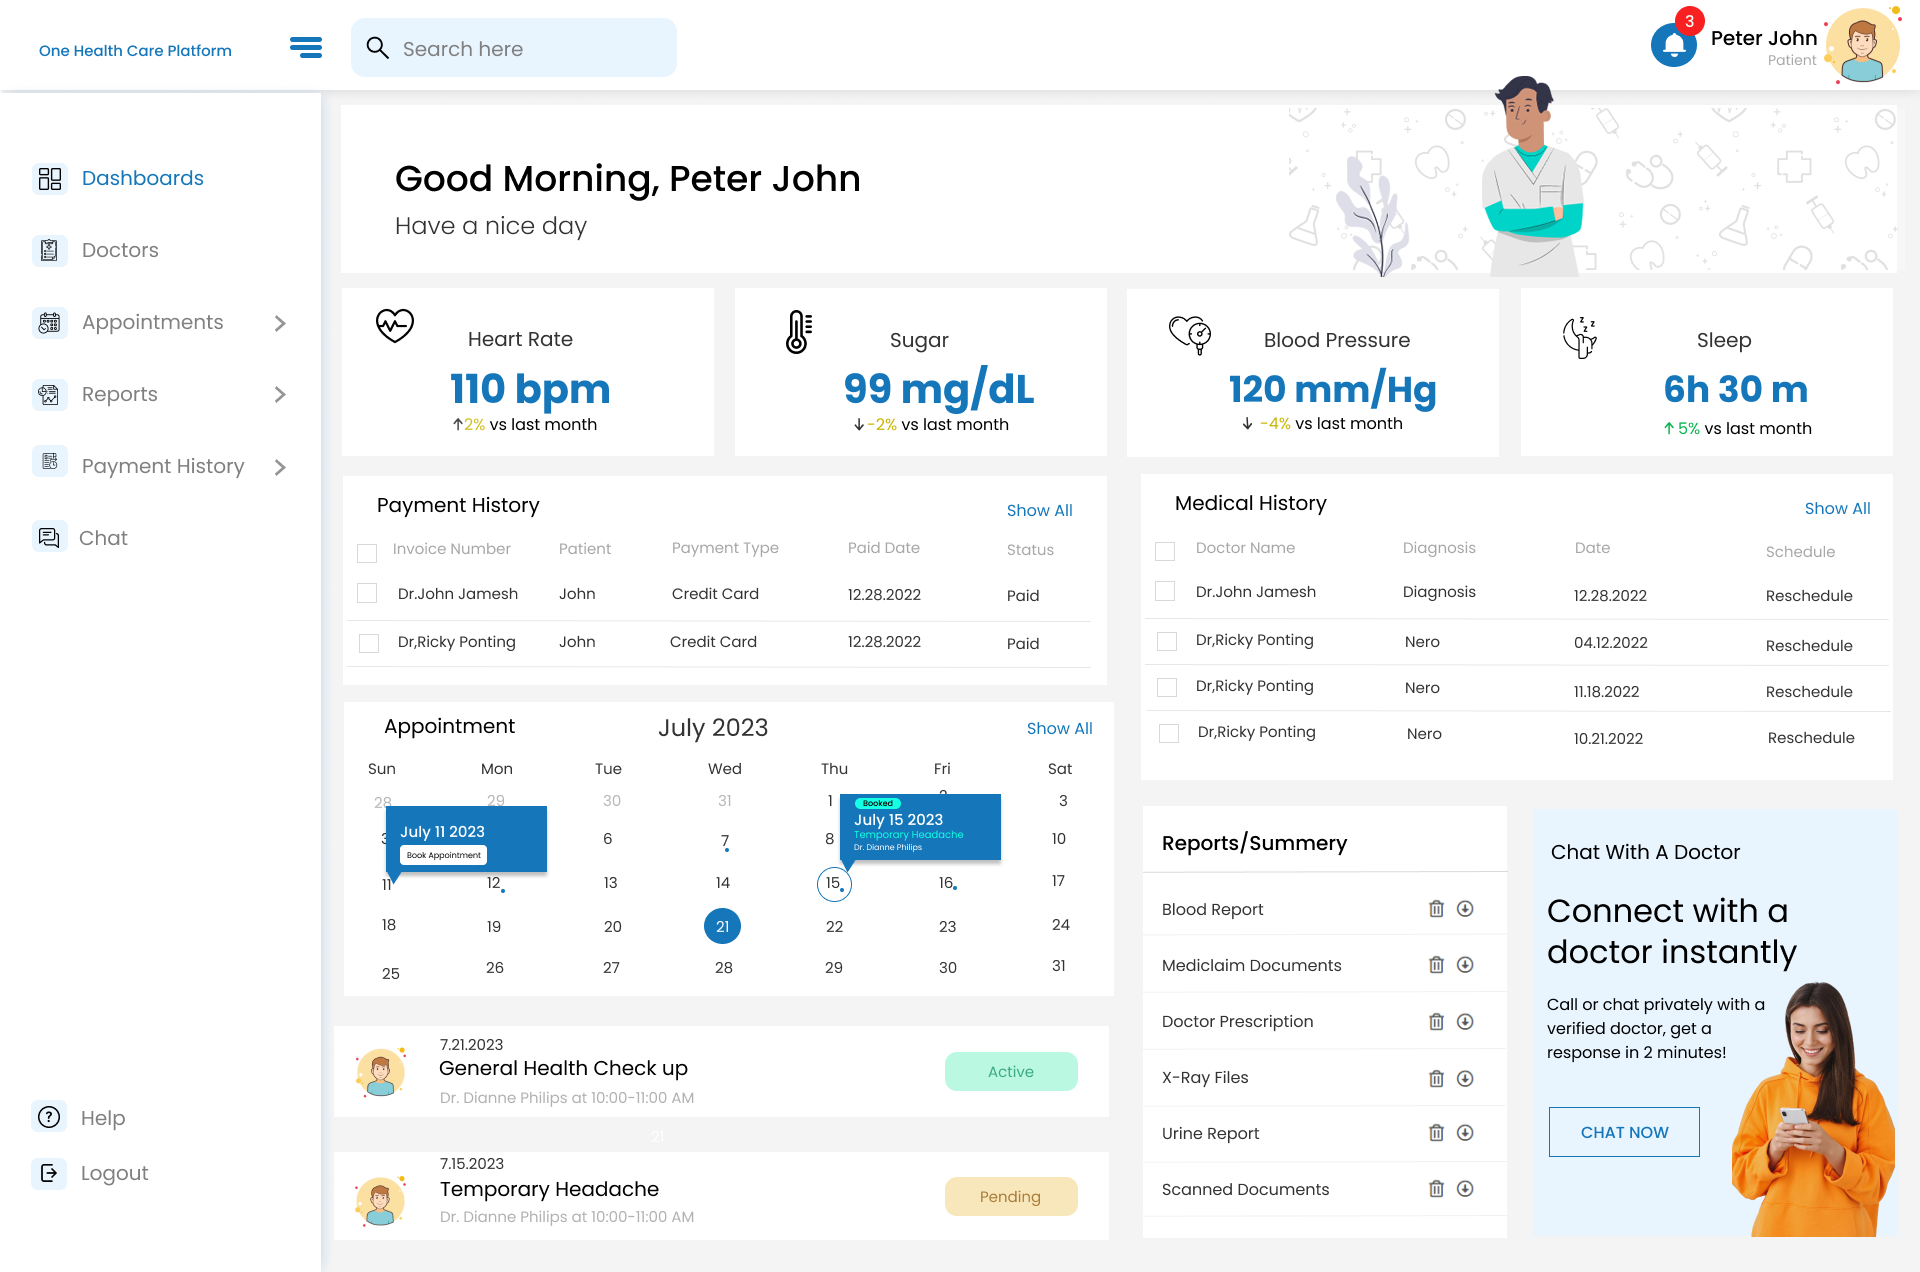 One Health Care Platform
Search here
3
Peter John
Patient
Dashboards
Doctors
Appointments
Reports
Payment History
Chat
Help
Logout
Good Morning, Peter John
Have a nice day
Heart Rate
110 bpm
↑2% vs last month
Sugar
99 mg/dL
↓-2% vs last month
Blood Pressure
120 mm/Hg
↓ -4% vs last month
Sleep
6h 30 m
↑ 5% vs last month
Payment History
Show All
Invoice Number Patient Payment Type Paid Date Status
Dr.John Jamesh John Credit Card 12.28.2022 Paid
Dr,Ricky Ponting John Credit Card 12.28.2022 Paid
Medical History
Show All
Doctor Name Diagnosis Date Schedule
Dr.John Jamesh Diagnosis 12.28.2022 Reschedule
Dr,Ricky Ponting Nero 04.12.2022 Reschedule
Dr,Ricky Ponting Nero 11.18.2022 Reschedule
Dr,Ricky Ponting Nero 10.21.2022 Reschedule
Appointment
July 2023
Show All
Sun Mon Tue Wed Thu Fri Sat
28 29 30 31 1 2 3
6 7 8 10
11 12 13 14 15 16 17
18 19 20 21 22 23 24
25 26 27 28 29 30 31
July 11 2023
Book Appointment
Booked
July 15 2023
Temporary Headache
Dr. Dianne Philips
7.21.2023
General Health Check up
Dr. Dianne Philips at 10:00-11:00 AM
Active
21
7.15.2023
Temporary Headache
Dr. Dianne Philips at 10:00-11:00 AM
Pending
Reports/Summery
Blood Report
Mediclaim Documents
Doctor Prescription
X-Ray Files
Urine Report
Scanned Documents
Chat With A Doctor
Connect with a
doctor instantly
Call or chat privately with a
verified doctor, get a
response in 2 minutes!
CHAT NOW